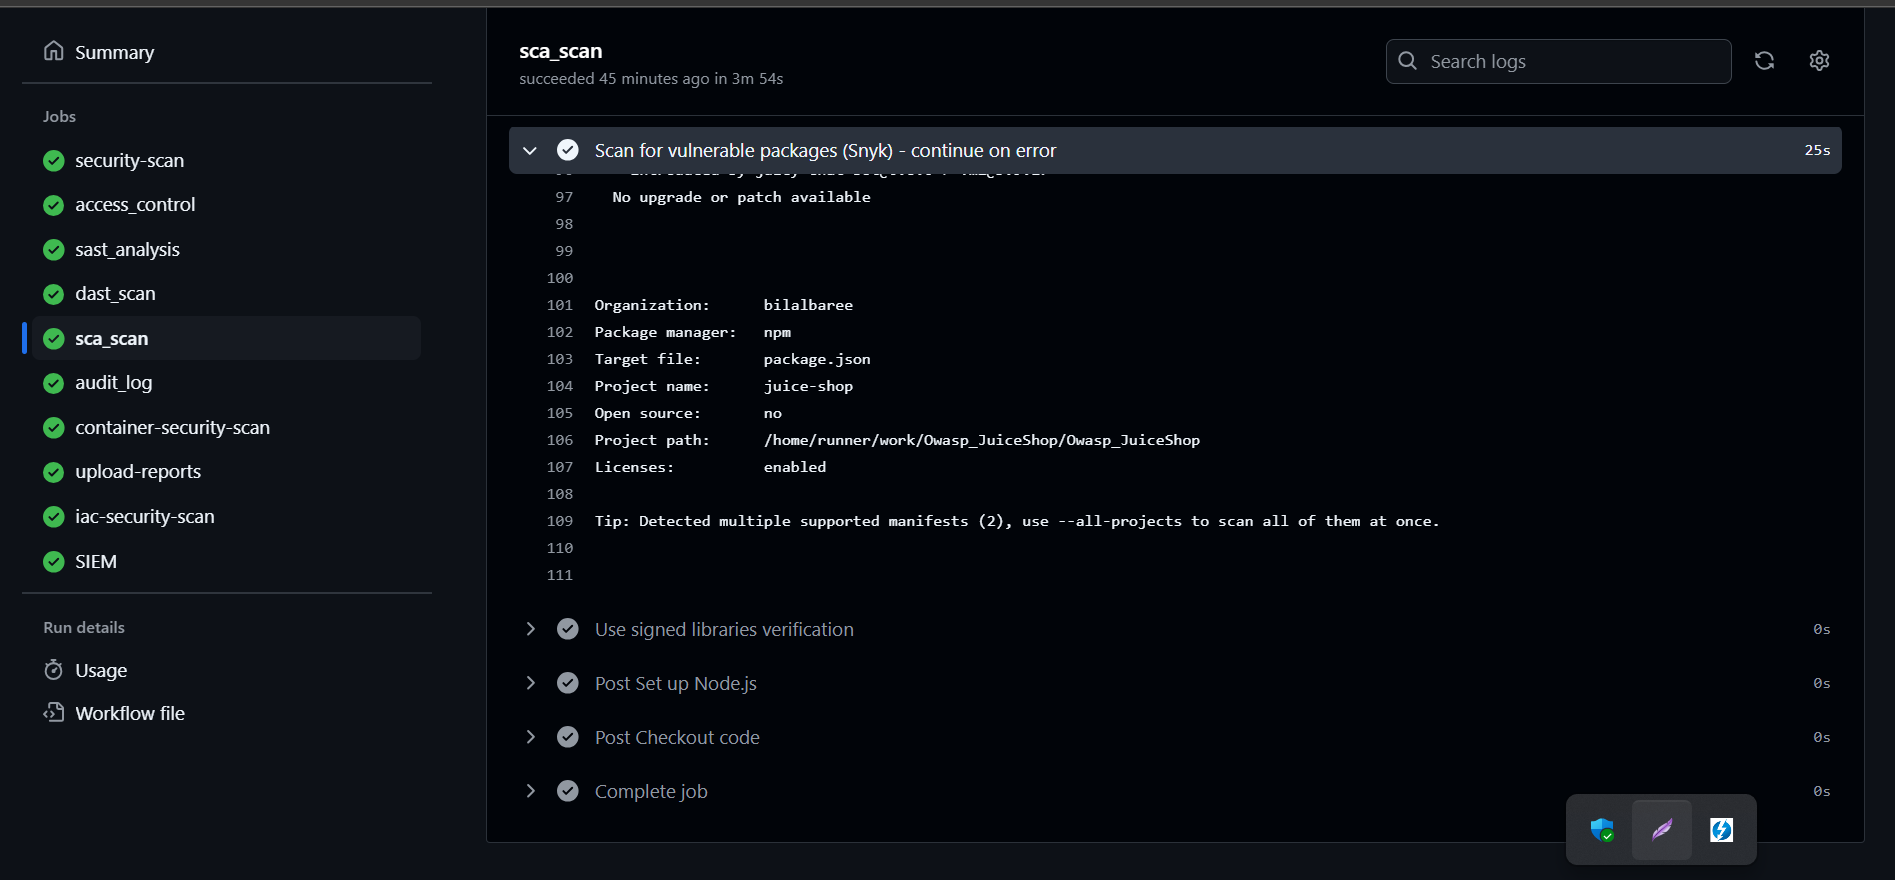 Summary
Jobs
security-scan
access_control
sast_analysis
dast_scan
sca_scan
audit_log
container-security-scan
upload-reports
iac-security-scan
SIEM
Run details
Usage
Workflow file
sca_scan
succeeded 45 minutes ago in 3m 54s
Search logs
Scan for vulnerable packages (Snyk) - continue on error 25s
97 No upgrade or patch available
98
99
100
101 Organization: bilalbaree
102 Package manager: npm
103 Target file: package.json
104 Project name: juice-shop
105 Open source: no
106 Project path: /home/runner/work/Owasp_JuiceShop/Owasp_JuiceShop
107 Licenses: enabled
108
109 Tip: Detected multiple supported manifests (2), use --all-projects to scan all of them at once.
110
111
Use signed libraries verification 0s
Post Set up Node.js 0s
Post Checkout code 0s
Complete job 0s